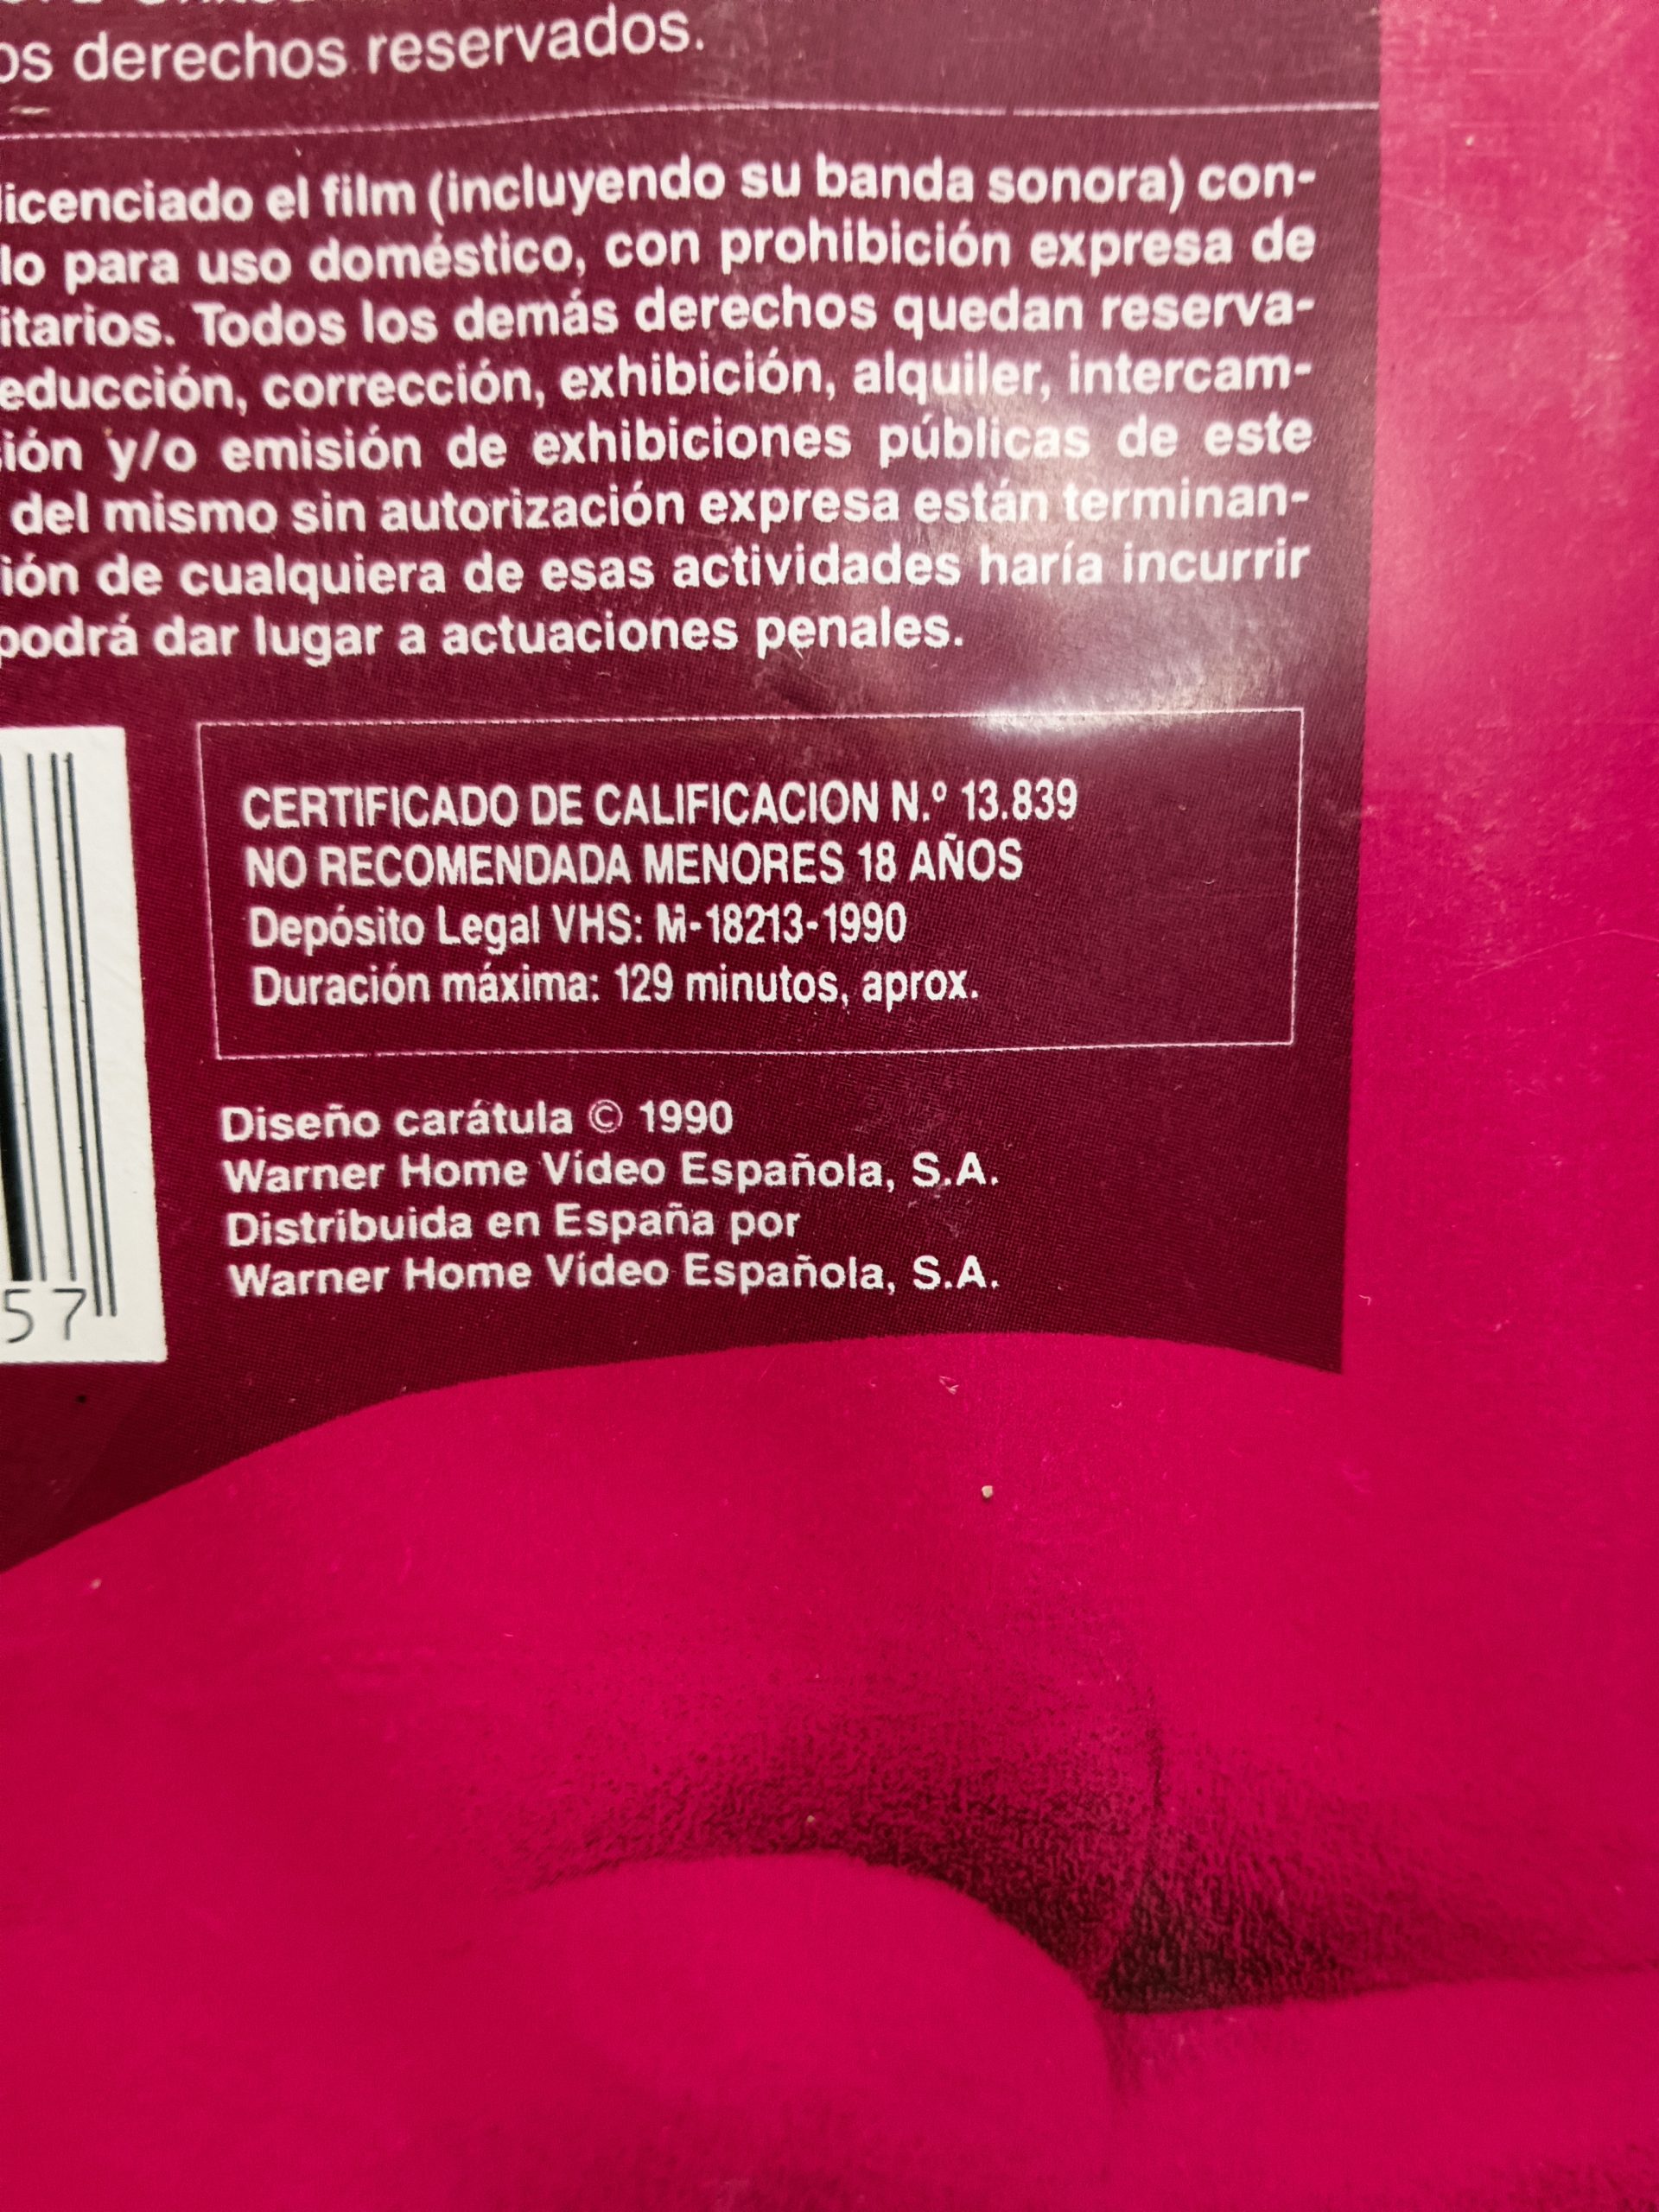 os derechos reservados.
licenciado el film (incluyendo su banda sonora) con-
lo para uso doméstico, con prohibición expresa de
itarios. Todos los demás derechos quedan reserva-
educción, corrección, exhibición, alquiler, intercam-
ión y/o emisión de exhibiciones públicas de este
del mismo sin autorización expresa están terminan-
ión de cualquiera de esas actividades haría incurrir
podrá dar lugar a actuaciones penales.
CERTIFICADO DE CALIFICACION N.º 13.839
NO RECOMENDADA MENORES 18 AÑOS
Depósito Legal VHS: M-18213-1990
Duración máxima: 129 minutos, aprox.
Diseño carátula © 1990
Warner Home Vídeo Española, S.A.
Distribuida en España por
Warner Home Vídeo Española, S.A.
57